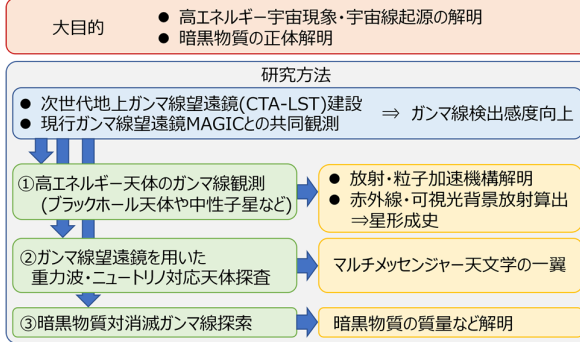 大目的
● 高エネルギー宇宙現象・宇宙線起源の解明
● 暗黒物質の正体解明
研究方法
● 次世代地上ガンマ線望遠鏡(CTA-LST)建設
● 現行ガンマ線望遠鏡MAGICとの共同観測
⇒ ガンマ線検出感度向上
①高エネルギー天体のガンマ線観測
(ブラックホール天体や中性子星など)
● 放射・粒子加速機構解明
● 赤外線・可視光背景放射算出
⇒星形成史
②ガンマ線望遠鏡を用いた
重力波・ニュートリノ対応天体探査
マルチメッセンジャー天文学の一翼
③暗黒物質対消滅ガンマ線探索
暗黒物質の質量など解明